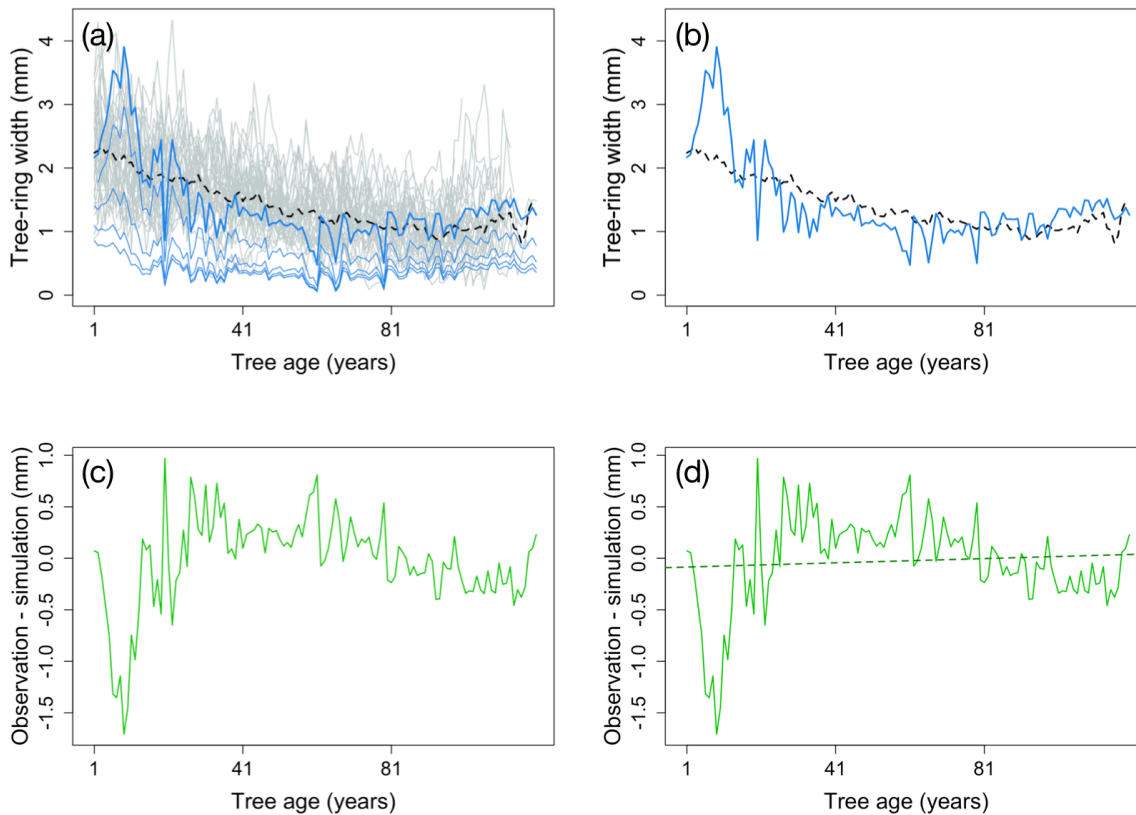 (a)
Tree-ring width (mm)
4
3
2
1
0
1
41
81
Tree age (years)
(b)
Tree-ring width (mm)
4
3
2
1
0
1
41
81
Tree age (years)
(c)
Observation - simulation (mm)
1.0
0.5
0.0
-0.5
-1.0
-1.5
1
41
81
Tree age (years)
(d)
Observation - simulation (mm)
1.0
0.5
0.0
-0.5
-1.0
-1.5
1
41
81
Tree age (years)